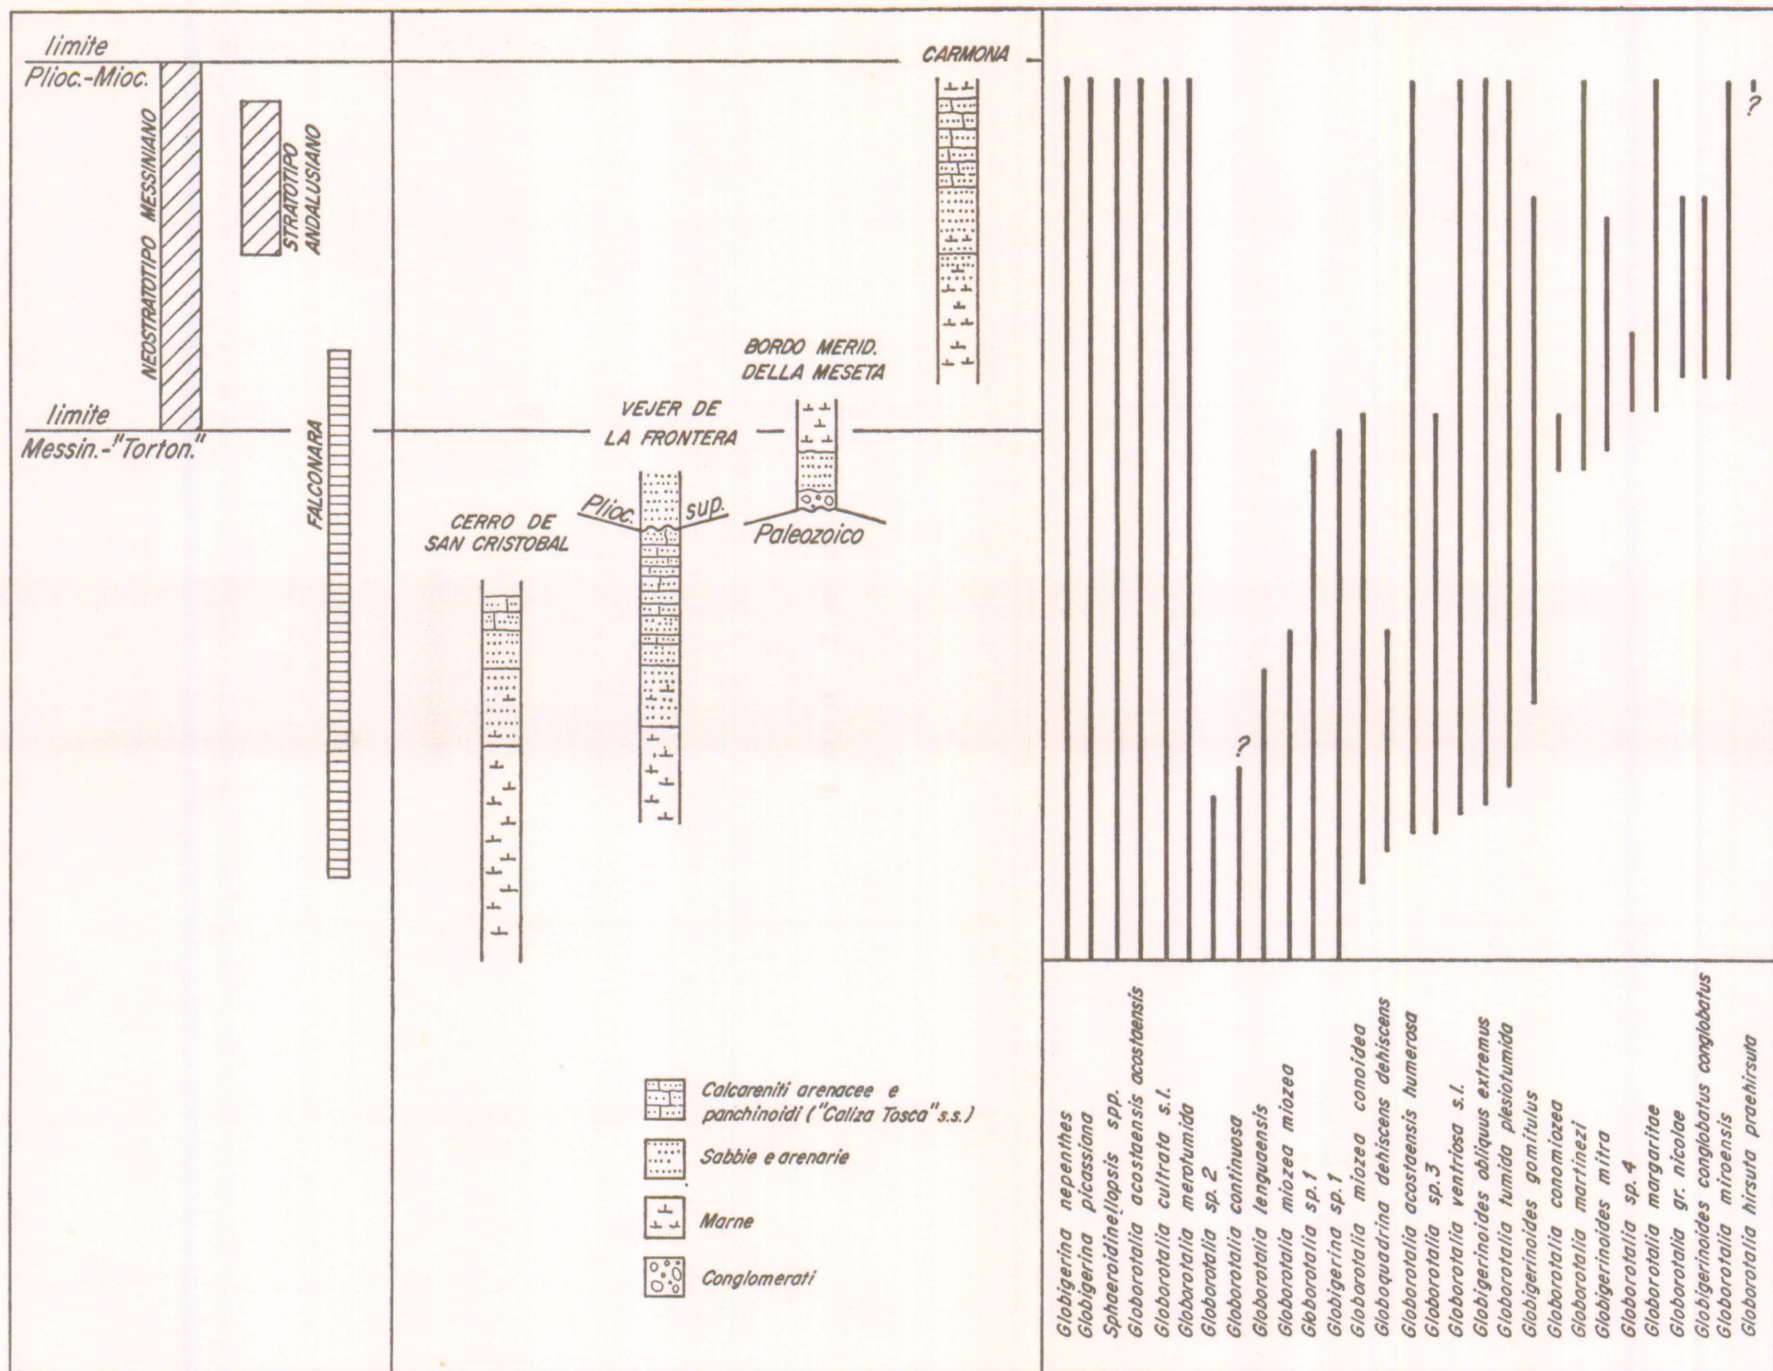 limite
Plioc.-Mioc.
NEOSTRATOTIPO MESSINIANO
STRATOTIPO
ANDALUSIANO
limite
Messin.-"Torton."
FALCONARA
CERRO DE
SAN CRISTOBAL
VEJER DE
LA FRONTERA
Plioc. sup.
BORDO MERID.
DELLA MESETA
Paleozoico
CARMONA
?
?
Calcareniti arenacee e
panchinoidi ("Caliza Tosca" s.s.)
Sabbie e arenarie
Marne
Conglomerati
Globigerina nepenthes
Globigerina picassiana
Sphaeroidinellopsis spp.
Globorotalia acostaensis acostaensis
Globorotalia cultrata s.l.
Globorotalia merotumida
Globorotalia sp. 2
Globorotalia continuosa
Globorotalia lenguaensis
Globorotalia miozea miozea
Globorotalia sp. 1
Globigerina sp. 1
Globorotalia miozea conoidea
Globoquadrina dehiscens dehiscens
Globorotalia acostaensis humerosa
Globorotalia sp. 3
Globorotalia ventriosa s.l.
Globigerinoides obliquus extremus
Globorotalia tumida plesiotumida
Globigerinoides gomitulus
Globorotalia conomiozea
Globorotalia martinezi
Globigerinoides mitra
Globorotalia sp. 4
Globorotalia margaritae
Globorotalia gr. nicolae
Globigerinoides conglobatus conglobatus
Globorotalia miroensis
Globorotalia hirsuta praehirsuta